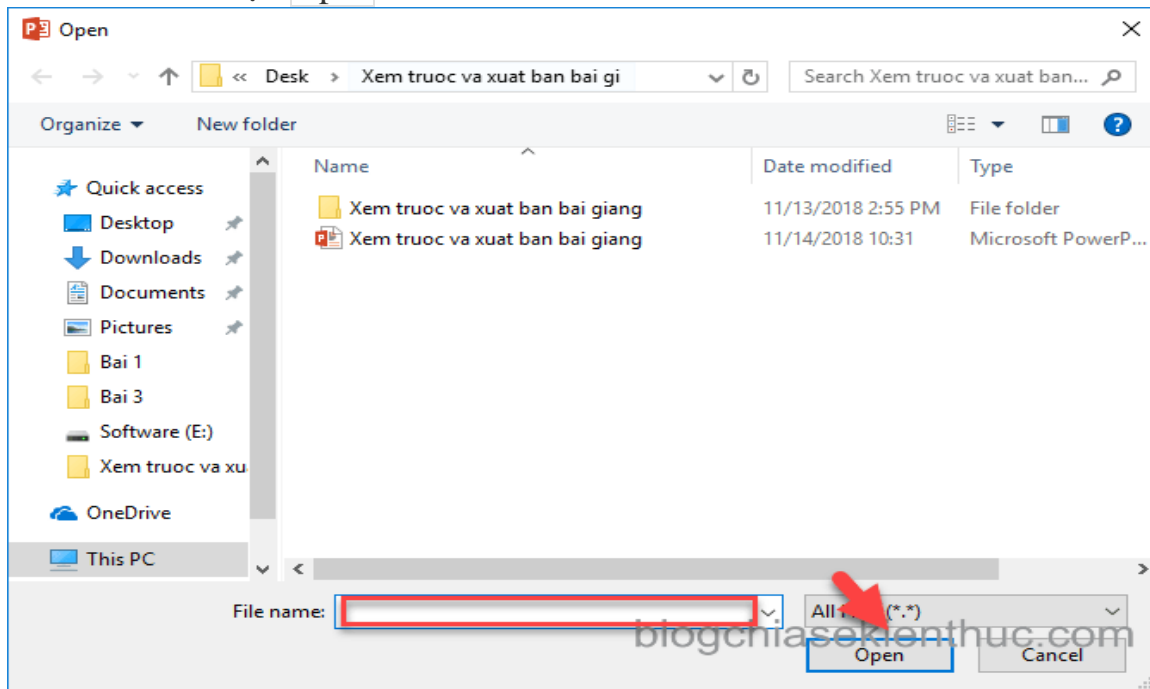 Open
« Desk › Xem truoc va xuat ban bai gi
Search Xem truoc va xuat ban...
Organize
New folder
Name Date modified Type
Quick access
Desktop
Downloads
Documents
Pictures
Bai 1
Bai 3
Software (E:)
Xem truoc va xu
OneDrive
This PC
Xem truoc va xuat ban bai giang 11/13/2018 2:55 PM File folder
Xem truoc va xuat ban bai giang 11/14/2018 10:31 Microsoft PowerP...
File name:
All (*.*)
blogchiasekienthuc.com
Open Cancel